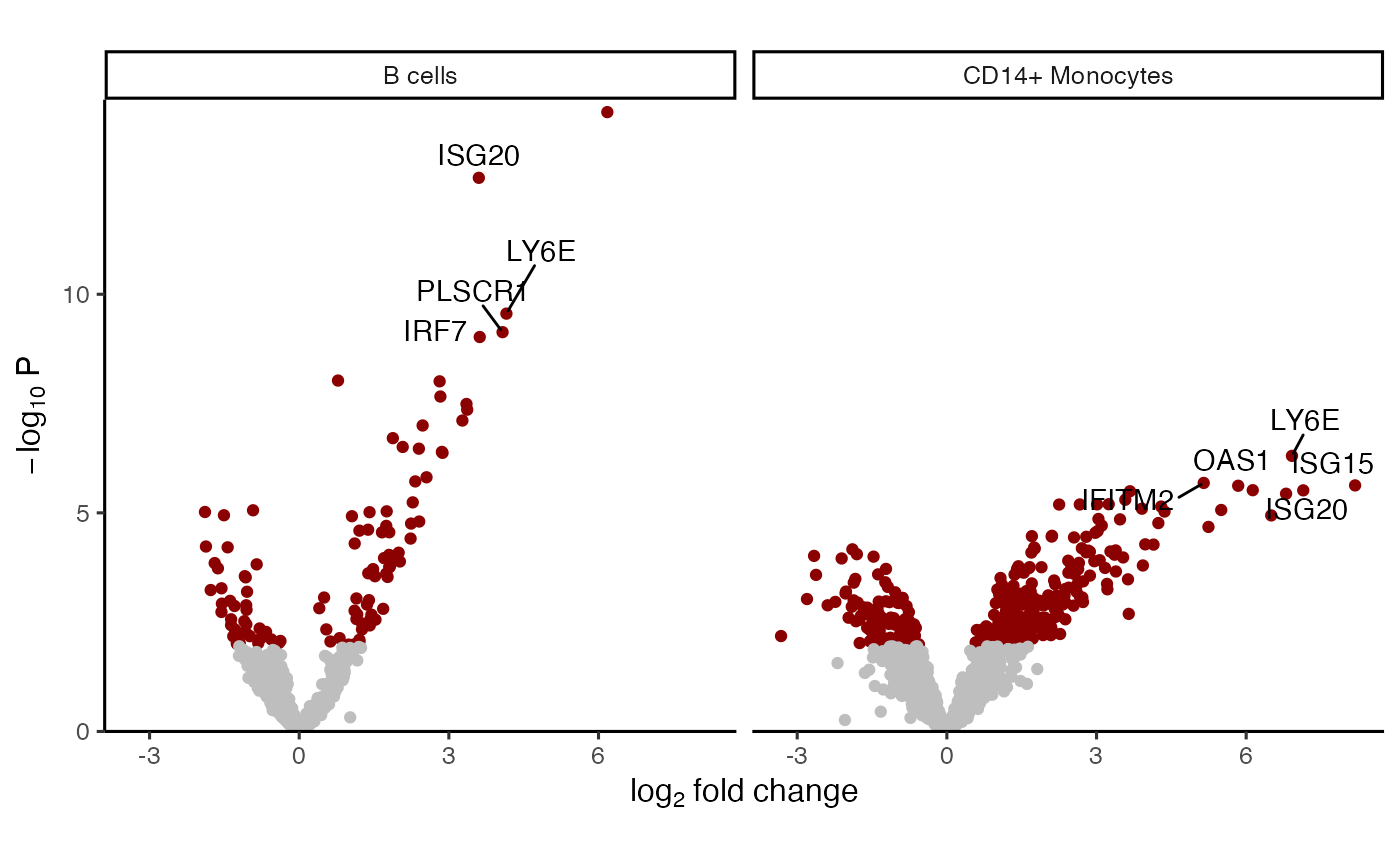 B cells
CD14+ Monocytes
ISG20
LY6E
PLSCR1
IRF7
LY6E
OAS1
ISG15
IFITM2
ISG20
10
5
0
-3
0
3
6
-3
0
3
6
− log10 P
log2 fold change